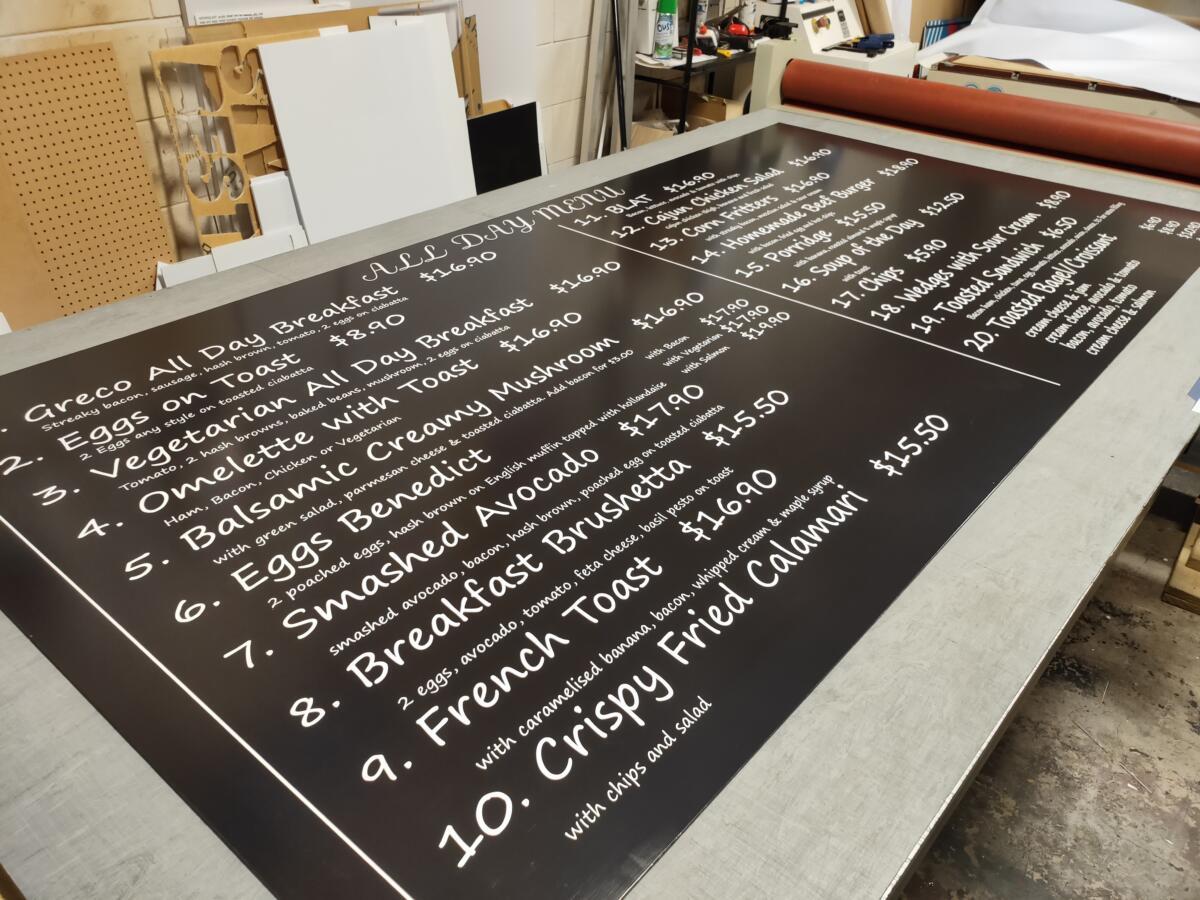 ALL DAY MENU
Greco All Day Breakfast $16.90
Streaky bacon, sausage, hash brown, tomato, 2 eggs on ciabatta
2. Eggs on Toast $8.90
2 Eggs any style on toasted ciabatta
3. Vegetarian All Day Breakfast $16.90
Tomato, 2 hash browns, baked beans, mushroom, 2 eggs on ciabatta
4. Omelette with Toast $16.90
Ham, Bacon, Chicken or Vegetarian
5. Balsamic Creamy Mushroom $16.90
with green salad, parmesan cheese & toasted ciabatta. Add bacon for $3.00
6. Eggs Benedict
with Bacon $17.90
with Vegetarian $17.90
with Salmon $19.90
2 poached eggs, hash brown on English muffin topped with hollandaise
7. Smashed Avocado $17.90
smashed avocado, bacon, hash brown, poached egg on toasted ciabatta
8. Breakfast Brushetta $15.50
2 eggs, avocado, tomato, feta cheese, basil pesto on toast
9. French Toast $16.90
with caramelised banana, bacon, whipped cream & maple syrup
10. Crispy Fried Calamari $15.50
with chips and salad
11. BLAT $16.90
12. Cajun Chicken Salad $16.90
13. Corn Fritters $16.90
14. Homemade Beef Burger $18.90
15. Porridge $15.50
16. Soup of the Day $12.50
with toast
17. Chips $5.90
18. Wedges with Sour Cream $8.90
19. Toasted Sandwich $6.50
20. Toasted Bagel/Croissant
cream cheese & jam
cream cheese, avocado & tomato
bacon, avocado, tomato
cream cheese & salmon